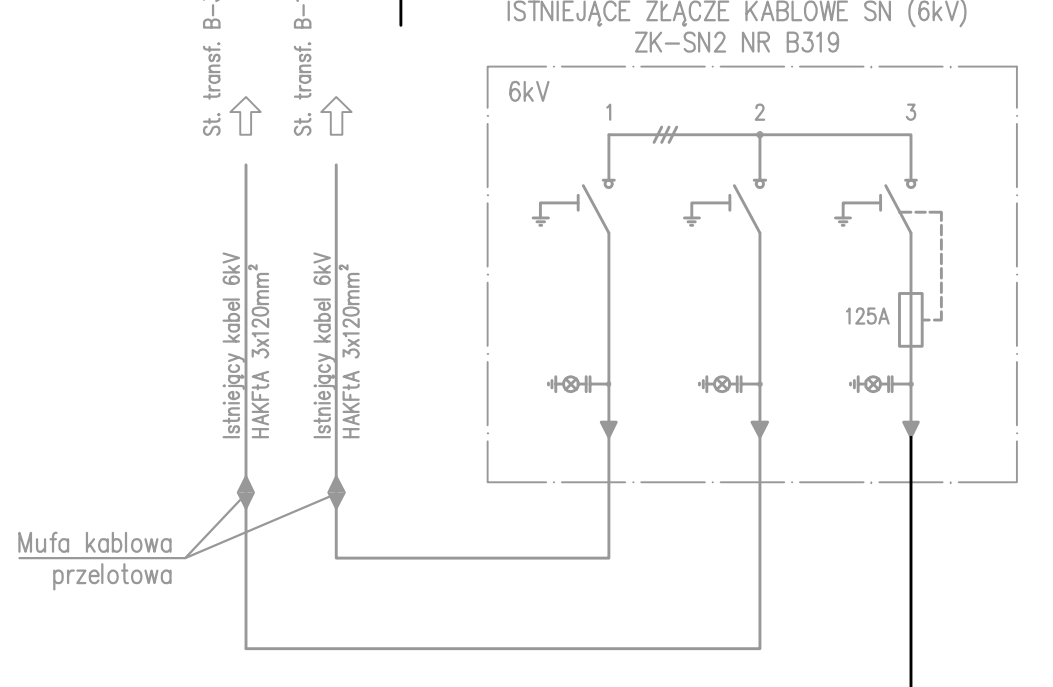 ISTNIEJĄCE ZŁĄCZE KABLOWE SN (6kV)
ZK-SN2 NR B319
6kV
1
2
3
125A
St. transf.
St. transf.
Istniejący kabel 6kV
HAKFtA 3x120mm²
Istniejący kabel 6kV
HAKFtA 3x120mm²
Mufa kablowa
przelotowa